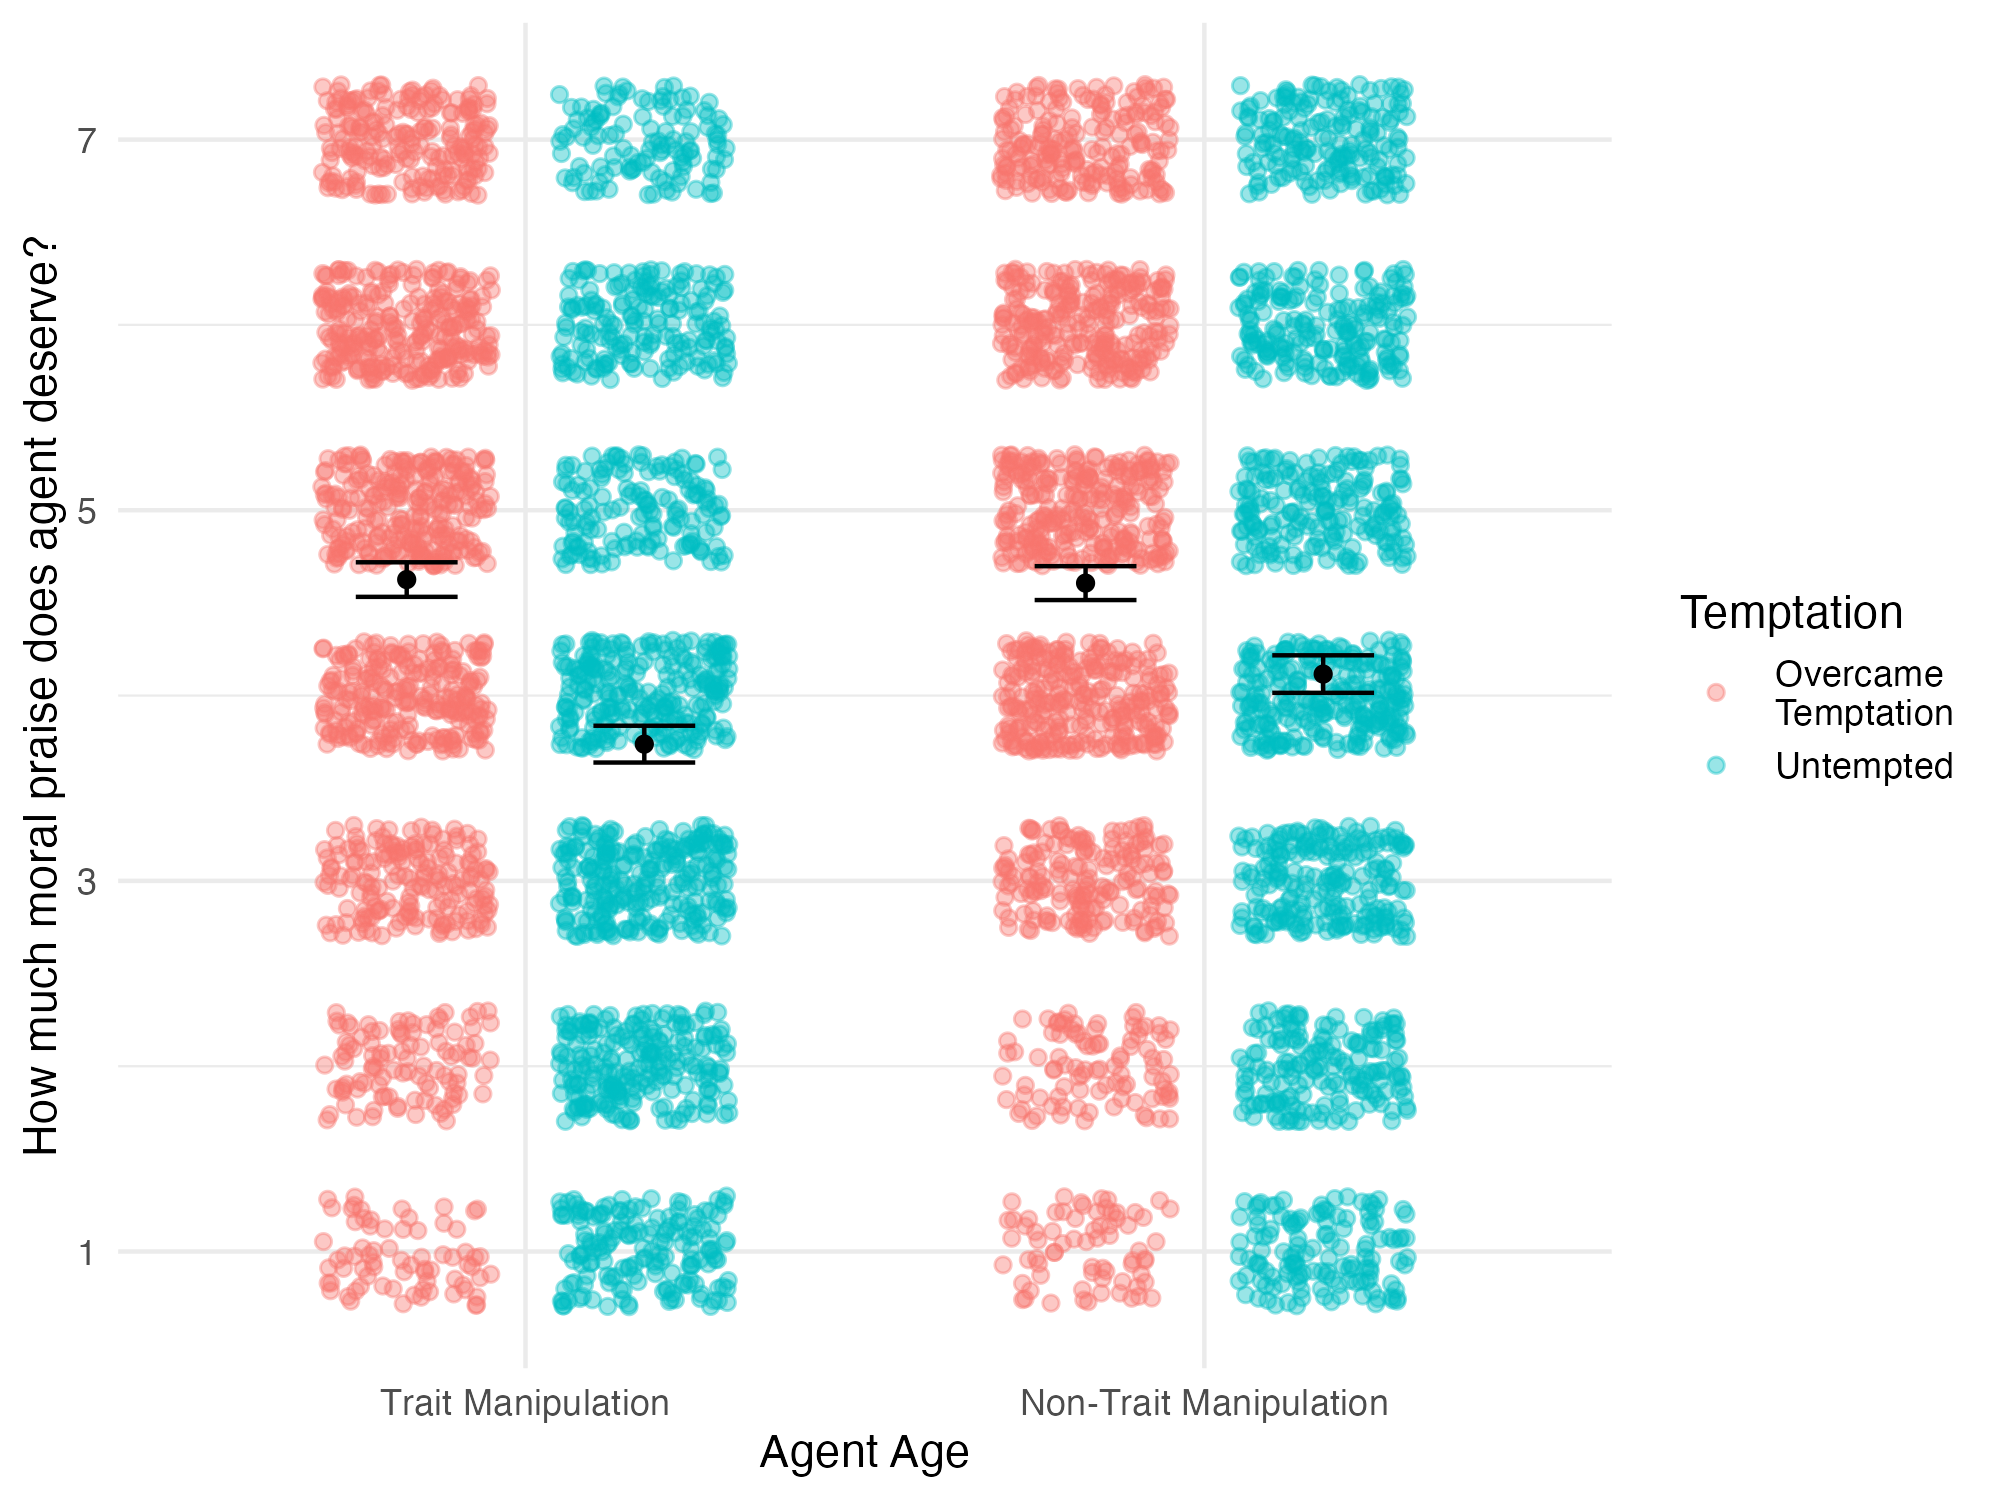 How much moral praise does agent deserve?
7
5
3
1
Trait Manipulation
Non-Trait Manipulation
Agent Age
Temptation
Overcame
Temptation
Untempted